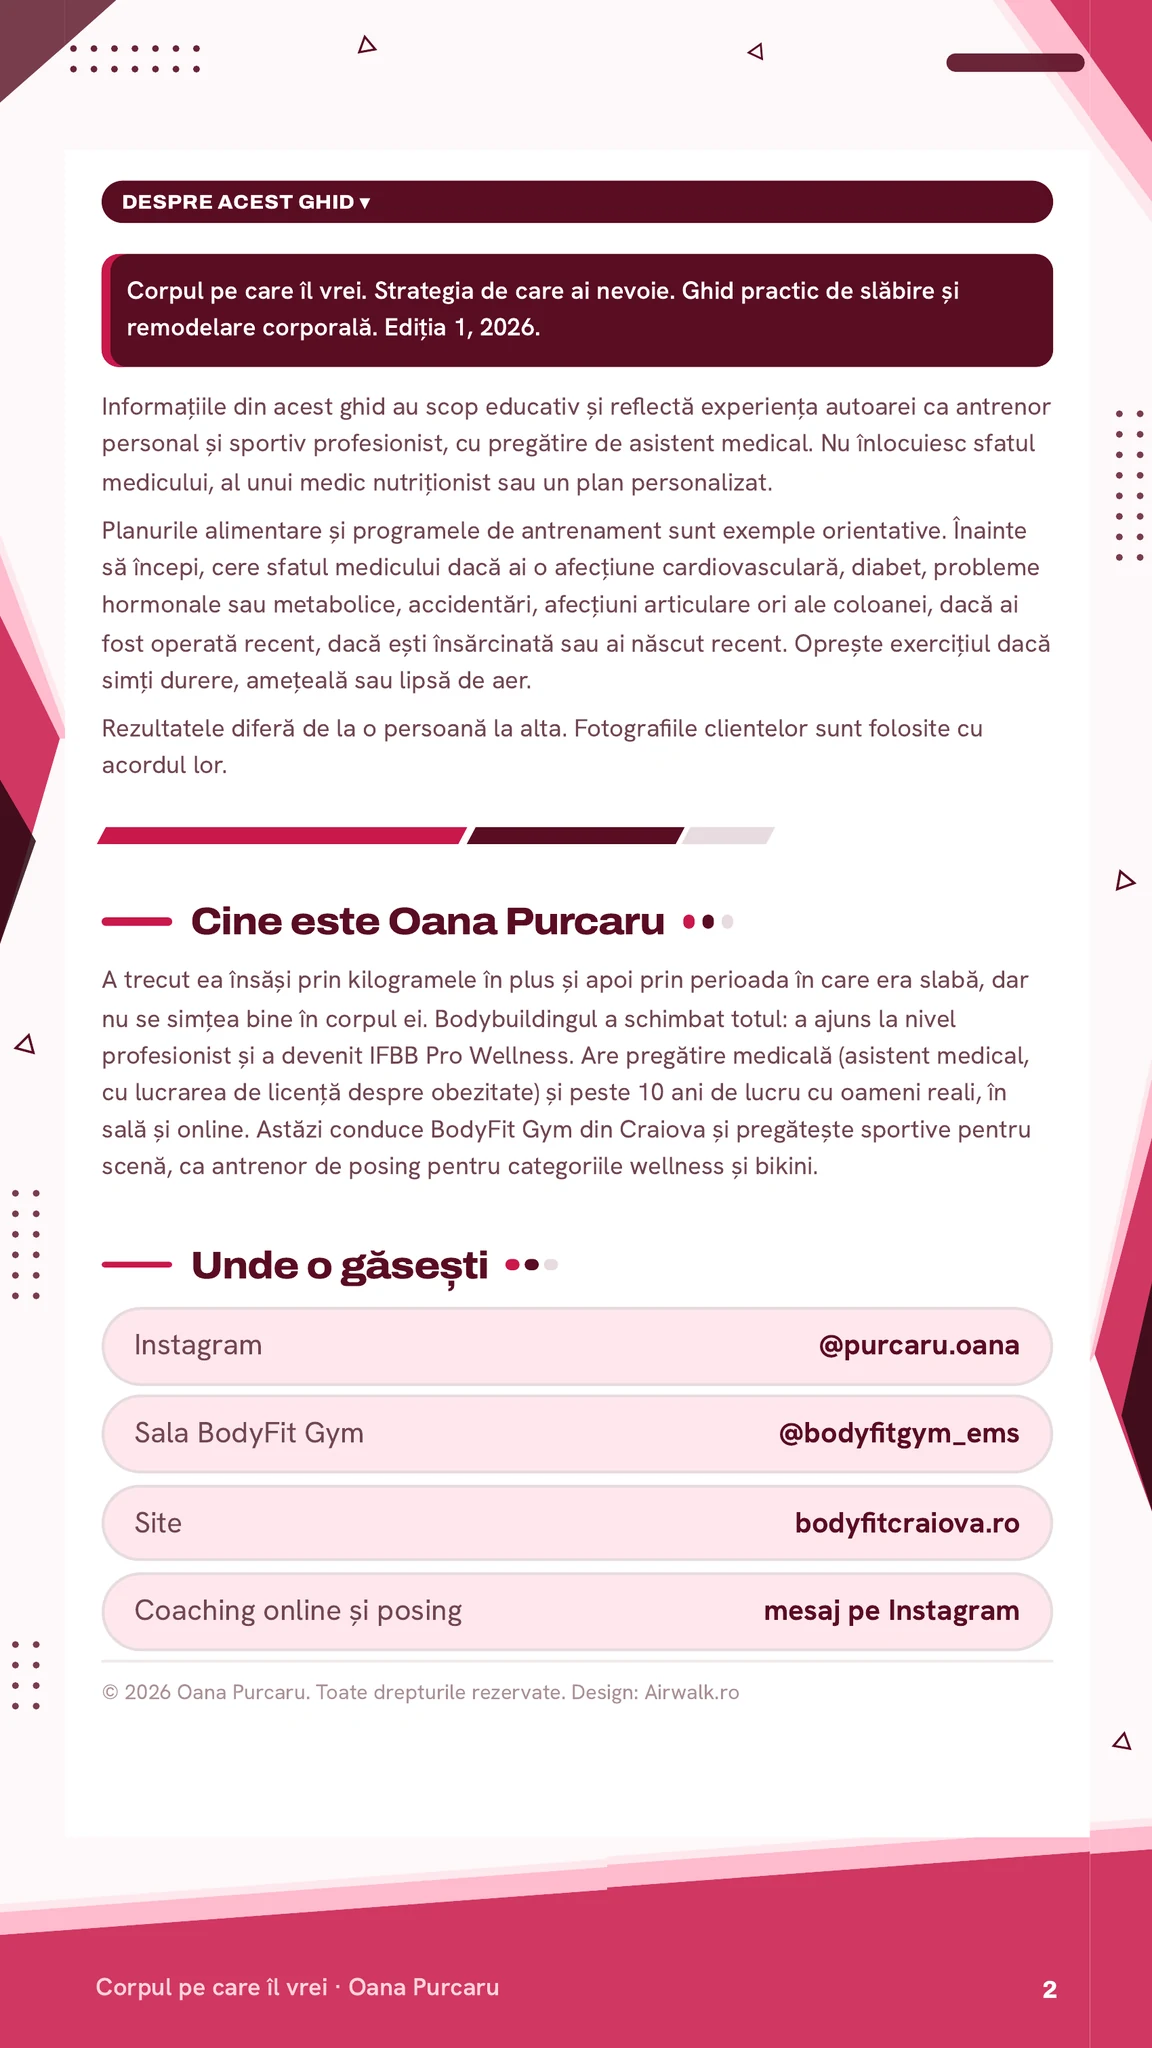 DESPRE ACEST GHID ▾
Corpul pe care îl vrei. Strategia de care ai nevoie. Ghid practic de slăbire și
remodelare corporală. Ediția 1, 2026.
Informațiile din acest ghid au scop educativ și reflectă experiența autoarei ca antrenor
personal și sportiv profesionist, cu pregătire de asistent medical. Nu înlocuiesc sfatul
medicului, al unui medic nutriționist sau un plan personalizat.
Planurile alimentare și programele de antrenament sunt exemple orientative. Înainte
să începi, cere sfatul medicului dacă ai o afecțiune cardiovasculară, diabet, probleme
hormonale sau metabolice, accidentări, afecțiuni articulare ori ale coloanei, dacă ai
fost operată recent, dacă ești însărcinată sau ai născut recent. Oprește exercițiul dacă
simți durere, amețeală sau lipsă de aer.
Rezultatele diferă de la o persoană la alta. Fotografiile clientelor sunt folosite cu
acordul lor.
Cine este Oana Purcaru
A trecut ea însăși prin kilogramele în plus și apoi prin perioada în care era slabă, dar
nu se simțea bine în corpul ei. Bodybuildingul a schimbat totul: a ajuns la nivel
profesionist și a devenit IFBB Pro Wellness. Are pregătire medicală (asistent medical,
cu lucrarea de licență despre obezitate) și peste 10 ani de lucru cu oameni reali, în
sală și online. Astăzi conduce BodyFit Gym din Craiova și pregătește sportive pentru
scenă, ca antrenor de posing pentru categoriile wellness și bikini.
Unde o găsești
Instagram @purcaru.oana
Sala BodyFit Gym @bodyfitgym_ems
Site bodyfitcraiova.ro
Coaching online și posing mesaj pe Instagram
© 2026 Oana Purcaru. Toate drepturile rezervate. Design: Airwalk.ro
Corpul pe care îl vrei · Oana Purcaru 2